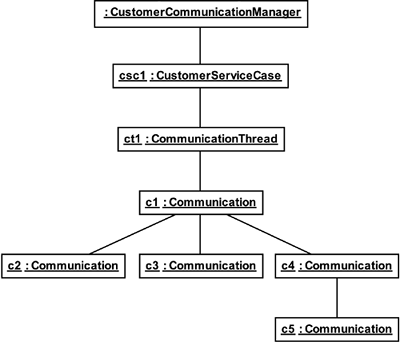 : CustomerCommunicationManager
csc1 : CustomerServiceCase
ct1 : CommunicationThread
c1 : Communication
c2 : Communication
c3 : Communication
c4 : Communication
c5 : Communication